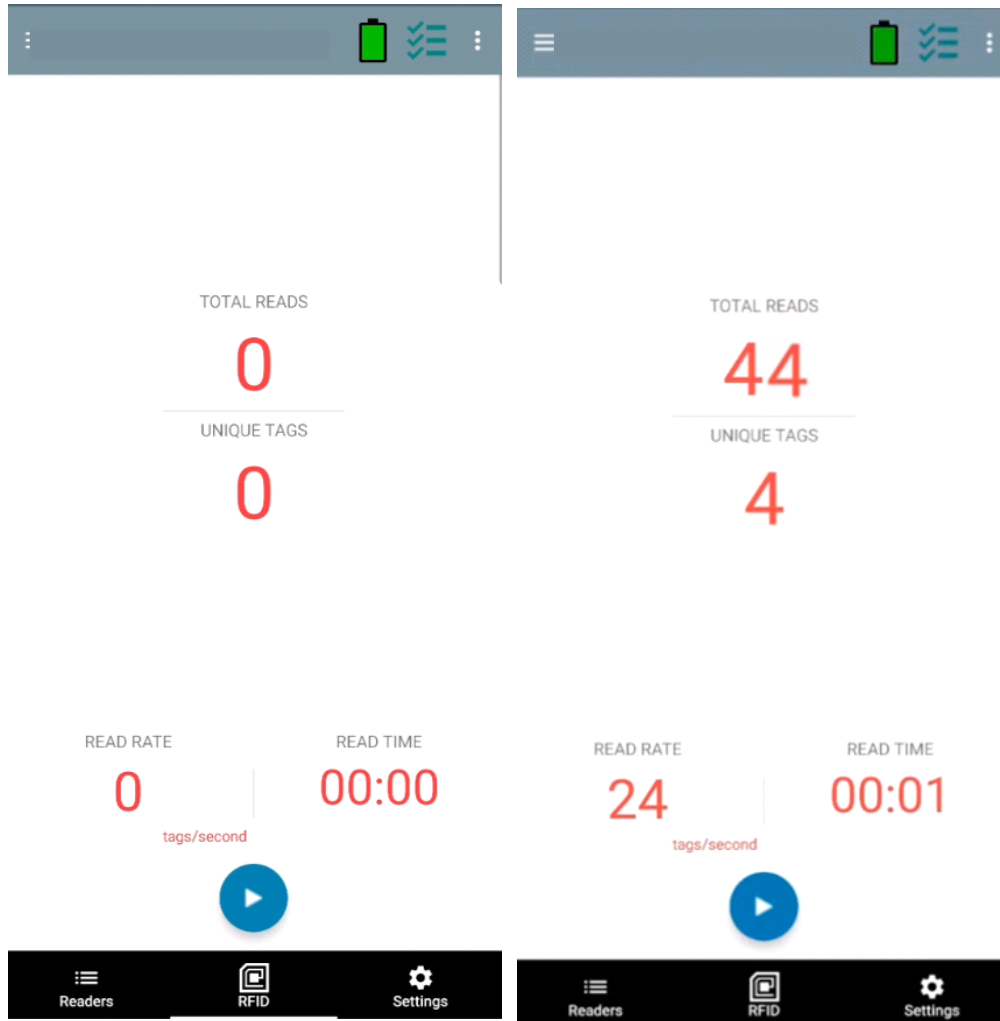 TOTAL READS
0
UNIQUE TAGS
0
READ RATE
READ TIME
0
00:00
tags/second
Readers
RFID
Settings
TOTAL READS
44
UNIQUE TAGS
4
READ RATE
READ TIME
24
00:01
tags/second
Readers
RFID
Settings